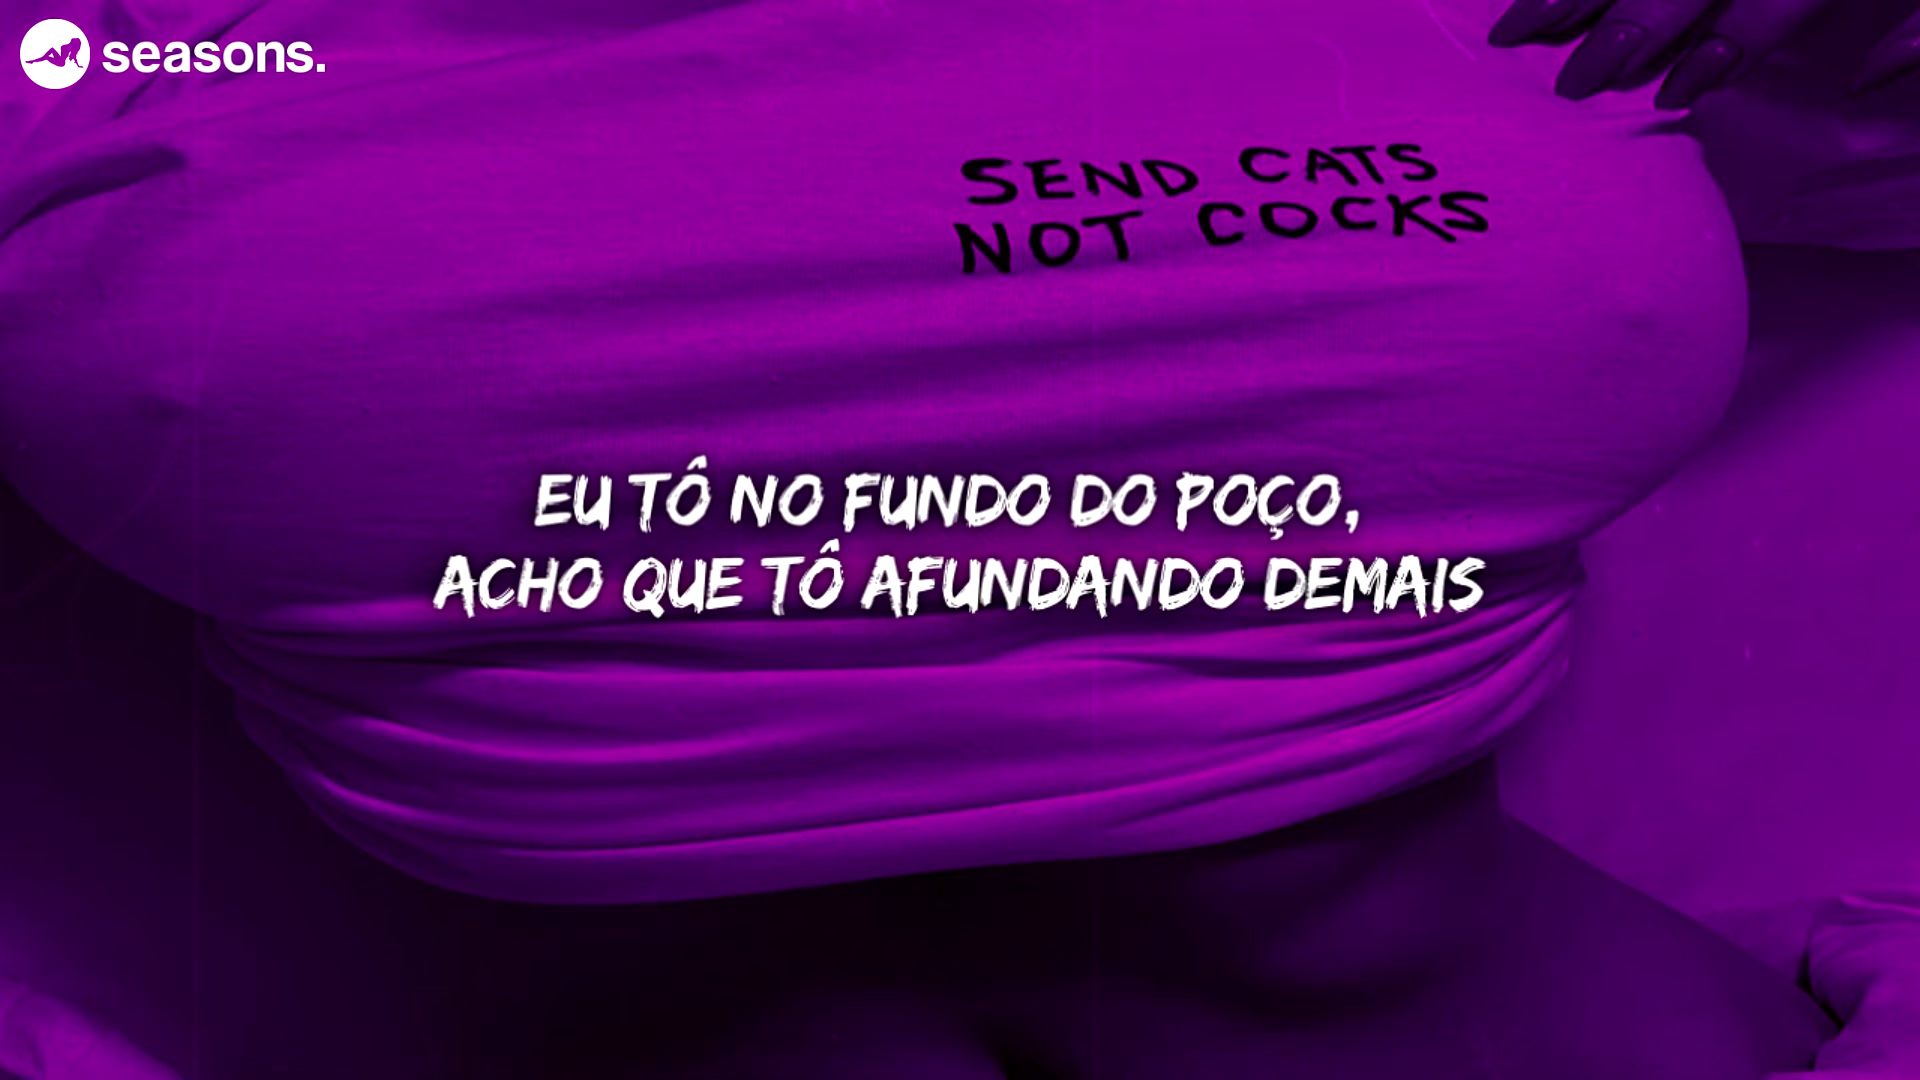 seasons.
SEND CATS
NOT COCKS
EU TÔ NO FUNDO DO POÇO,
ACHO QUE TÔ AFUNDANDO DEMAIS